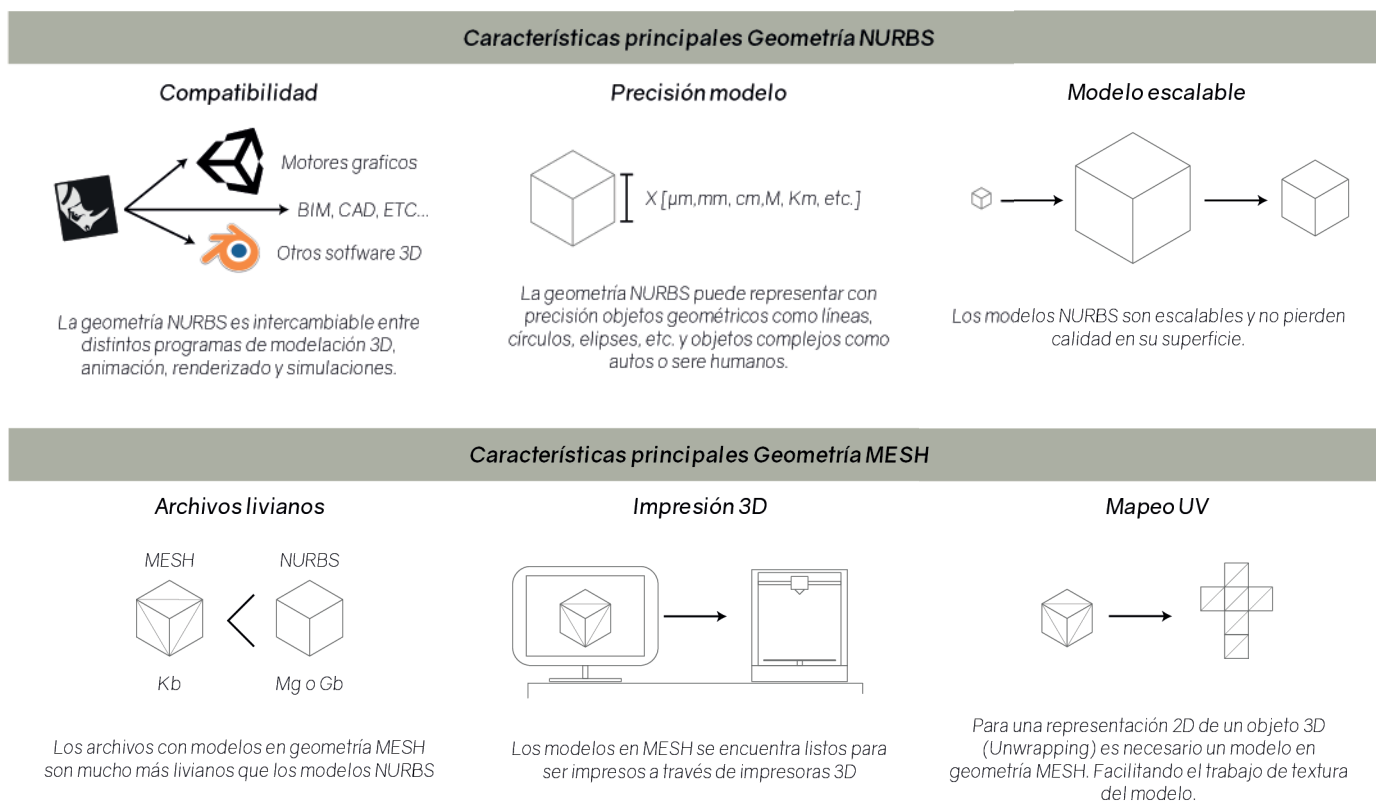 Características principales Geometría NURBS
Compatibilidad
Motores graficos
BIM, CAD, ETC...
Otros sotfware 3D
La geometría NURBS es intercambiable entre
distintos programas de modelación 3D,
animación, renderizado y simulaciones.
Precisión modelo
X [µm,mm, cm,M, Km, etc.]
La geometría NURBS puede representar con
precisión objetos geométricos como líneas,
círculos, elipses, etc. y objetos complejos como
autos o sere humanos.
Modelo escalable
Los modelos NURBS son escalables y no pierden
calidad en su superficie.
Características principales Geometría MESH
Archivos livianos
MESH NURBS
Kb Mg o Gb
Los archivos con modelos en geometría MESH
son mucho más livianos que los modelos NURBS
Impresión 3D
Los modelos en MESH se encuentra listos para
ser impresos a través de impresoras 3D
Mapeo UV
Para una representación 2D de un objeto 3D
(Unwrapping) es necesario un modelo en
geometría MESH. Facilitando el trabajo de textura
del modelo.